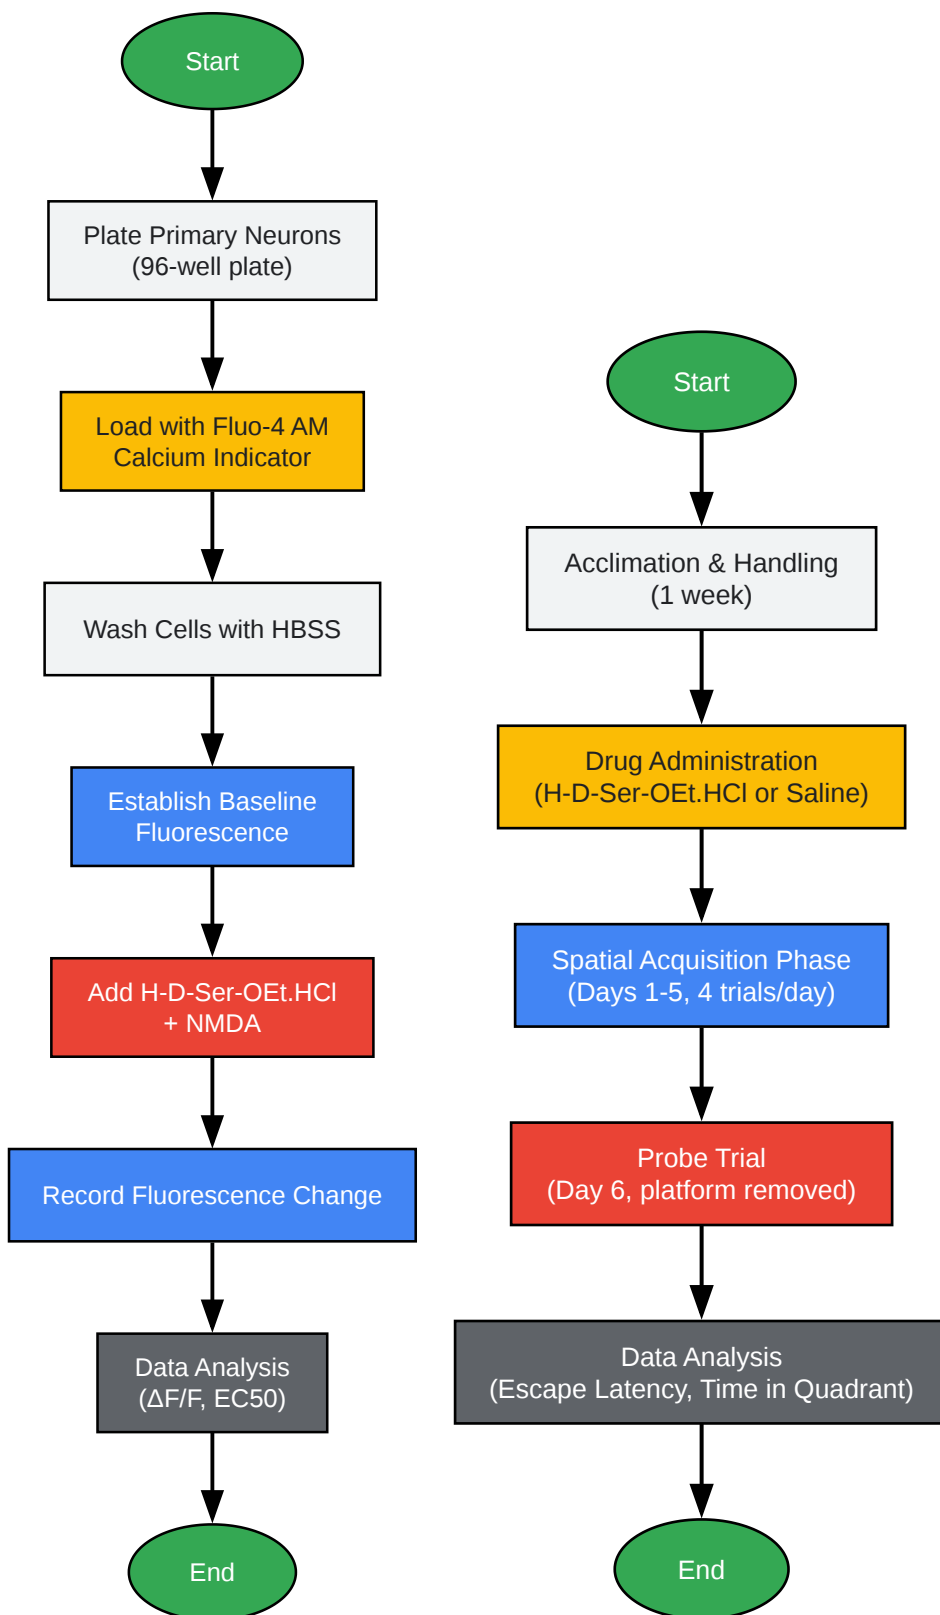 Start
Plate Primary Neurons
(96-well plate)
Load with Fluo-4 AM
Calcium Indicator
Wash Cells with HBSS
Establish Baseline
Fluorescence
Add H-D-Ser-OEt.HCl
+ NMDA
Record Fluorescence Change
Data Analysis
(ΔF/F, EC50)
End
Start
Acclimation & Handling
(1 week)
Drug Administration
(H-D-Ser-OEt.HCl or Saline)
Spatial Acquisition Phase
(Days 1-5, 4 trials/day)
Probe Trial
(Day 6, platform removed)
Data Analysis
(Escape Latency, Time in Quadrant)
End